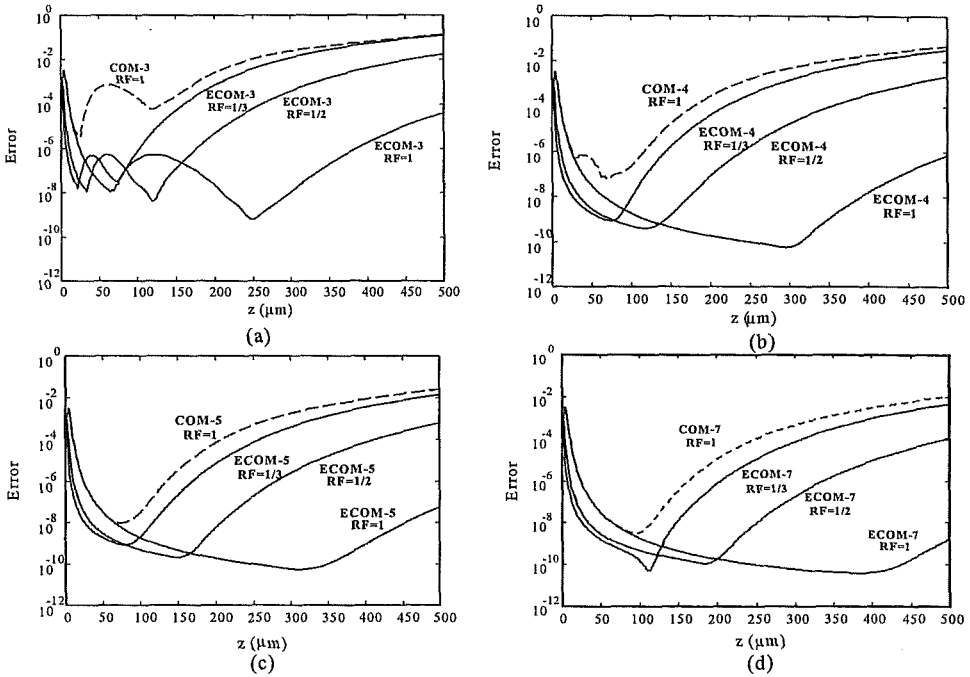 10⁰
10⁻²
10⁻⁴
10⁻⁶
10⁻⁸
10⁻¹⁰
10⁻¹²
Error
COM-3
RF=1
ECOM-3
RF=1/3
ECOM-3
RF=1/2
ECOM-3
RF=1
0 50 100 150 200 250 300 350 400 450 500
z (µm)
(a)
10⁰
10⁻²
10⁻⁴
10⁻⁶
10⁻⁸
10⁻¹⁰
10⁻¹²
Error
COM-4
RF=1
ECOM-4
RF=1/3
ECOM-4
RF=1/2
ECOM-4
RF=1
0 50 100 150 200 250 300 350 400 450 500
z (µm)
(b)
10⁰
10⁻²
10⁻⁴
10⁻⁶
10⁻⁸
10⁻¹⁰
10⁻¹²
Error
COM-5
RF=1
ECOM-5
RF=1/3
ECOM-5
RF=1/2
ECOM-5
RF=1
0 50 100 150 200 250 300 350 400 450 500
z (µm)
(c)
10⁰
10⁻²
10⁻⁴
10⁻⁶
10⁻⁸
10⁻¹⁰
10⁻¹²
Error
COM-7
RF=1
ECOM-7
RF=1/3
ECOM-7
RF=1/2
ECOM-7
RF=1
0 50 100 150 200 250 300 350 400 450 500
z (µm)
(d)